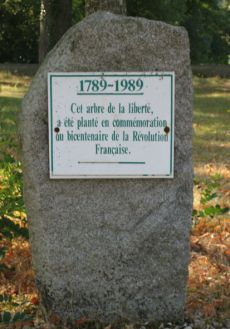 1789-1989
Cet arbre de la liberté,
a été planté en commémoration
du bicentenaire de la Révolution
Française.